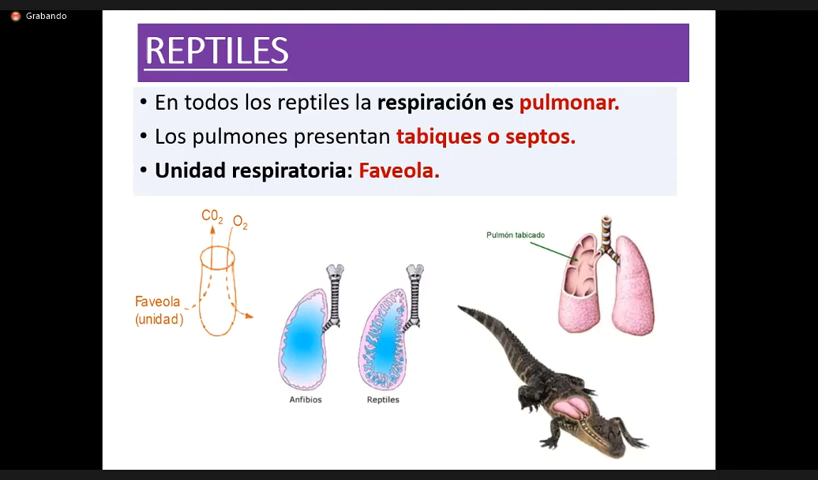 Grabando
REPTILES
• En todos los reptiles la respiración es pulmonar.
• Los pulmones presentan tabiques o septos.
• Unidad respiratoria: Faveola.
C0₂
O₂
Faveola
(unidad)
Anfibios
Reptiles
Pulmón tabicado